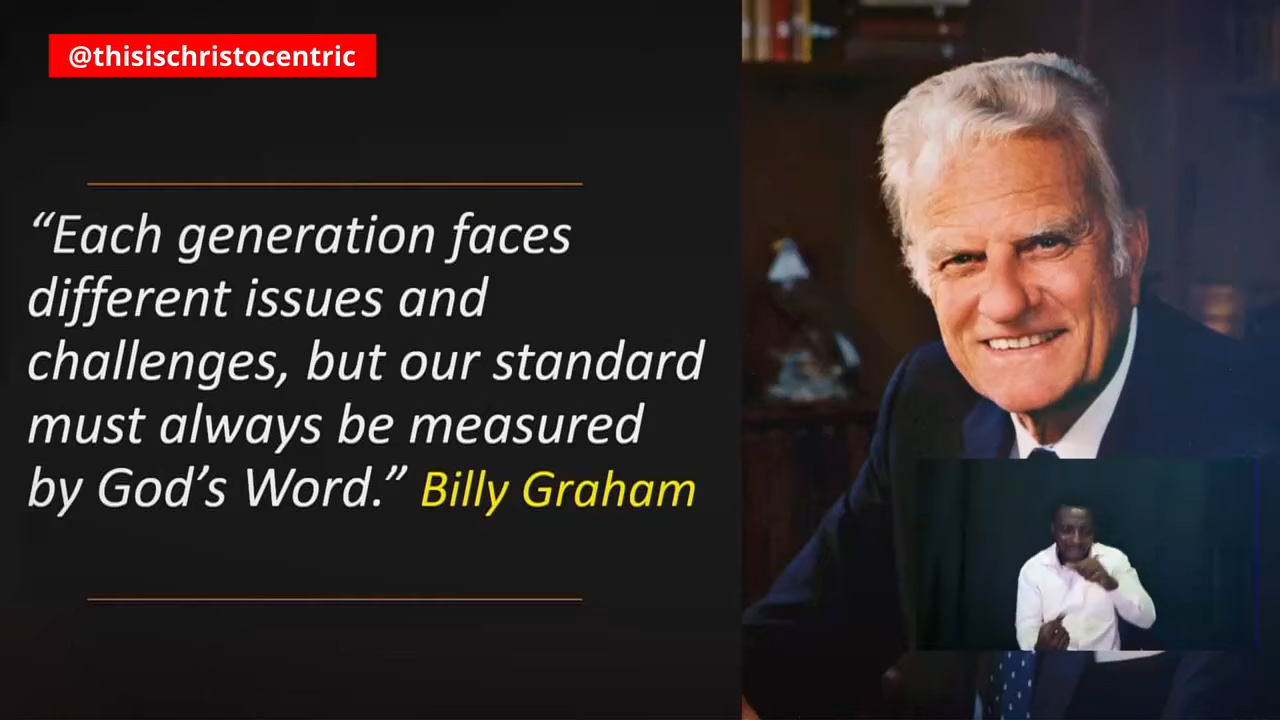 @thisischristocentric
“Each generation faces
different issues and
challenges, but our standard
must always be measured
by God’s Word.” Billy Graham